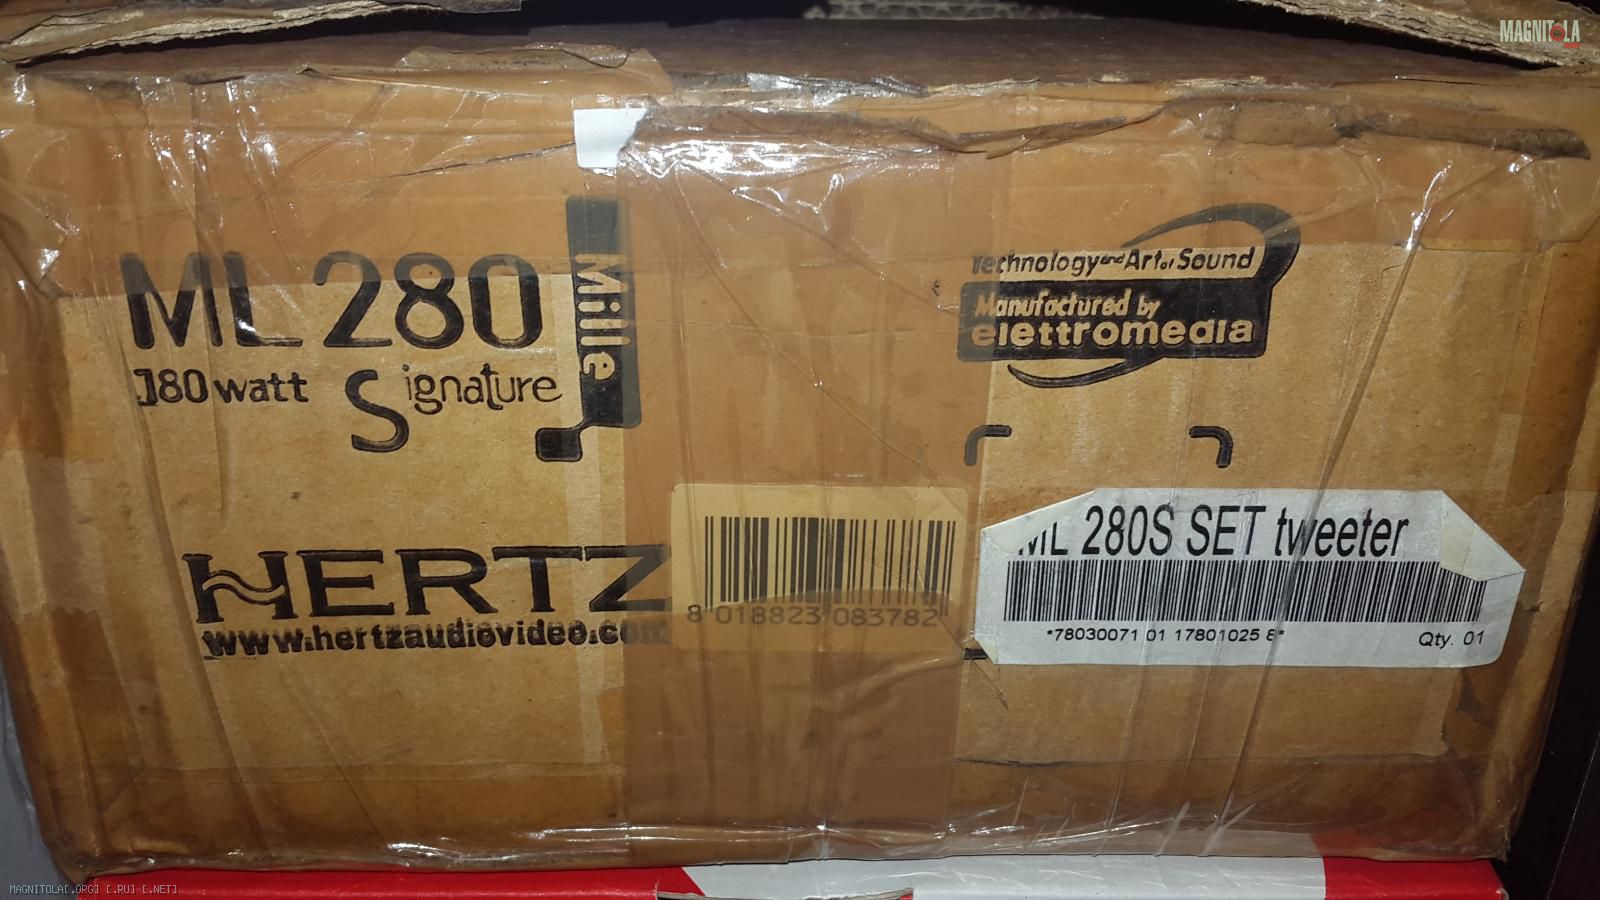 MAGNITOLA
ML 280
Mille
180 watt Signature
Technology and Art of Sound
Manufactured by
elettromedia
HERTZ
www.hertzaudiovideo.com
8 018823 083782
ML 280S SET tweeter
*78030071 01 17801025 8*
Qty. 01
MAGNITOLA[.ORG] [.RU] [.NET]